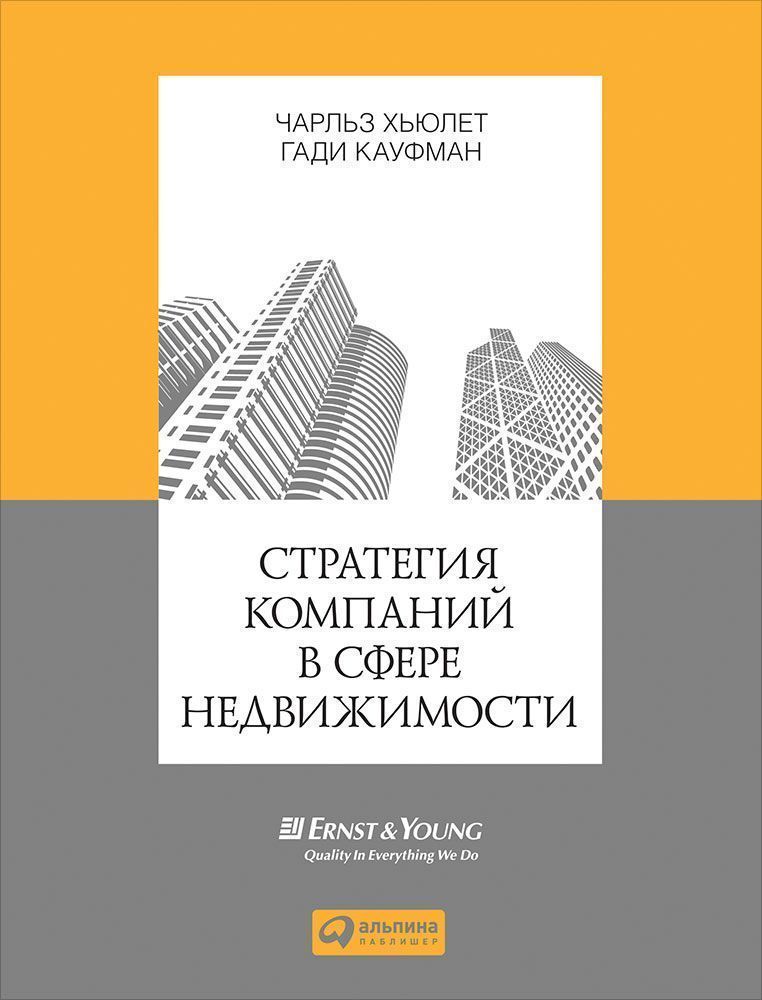 ЧАРЛЬЗ ХЬЮЛЕТ
ГАДИ КАУФМАН
СТРАТЕГИЯ
КОМПАНИЙ
В СФЕРЕ
НЕДВИЖИМОСТИ
ERNST & YOUNG
Quality In Everything We Do
АЛЬПИНА
ПАБЛИШЕР